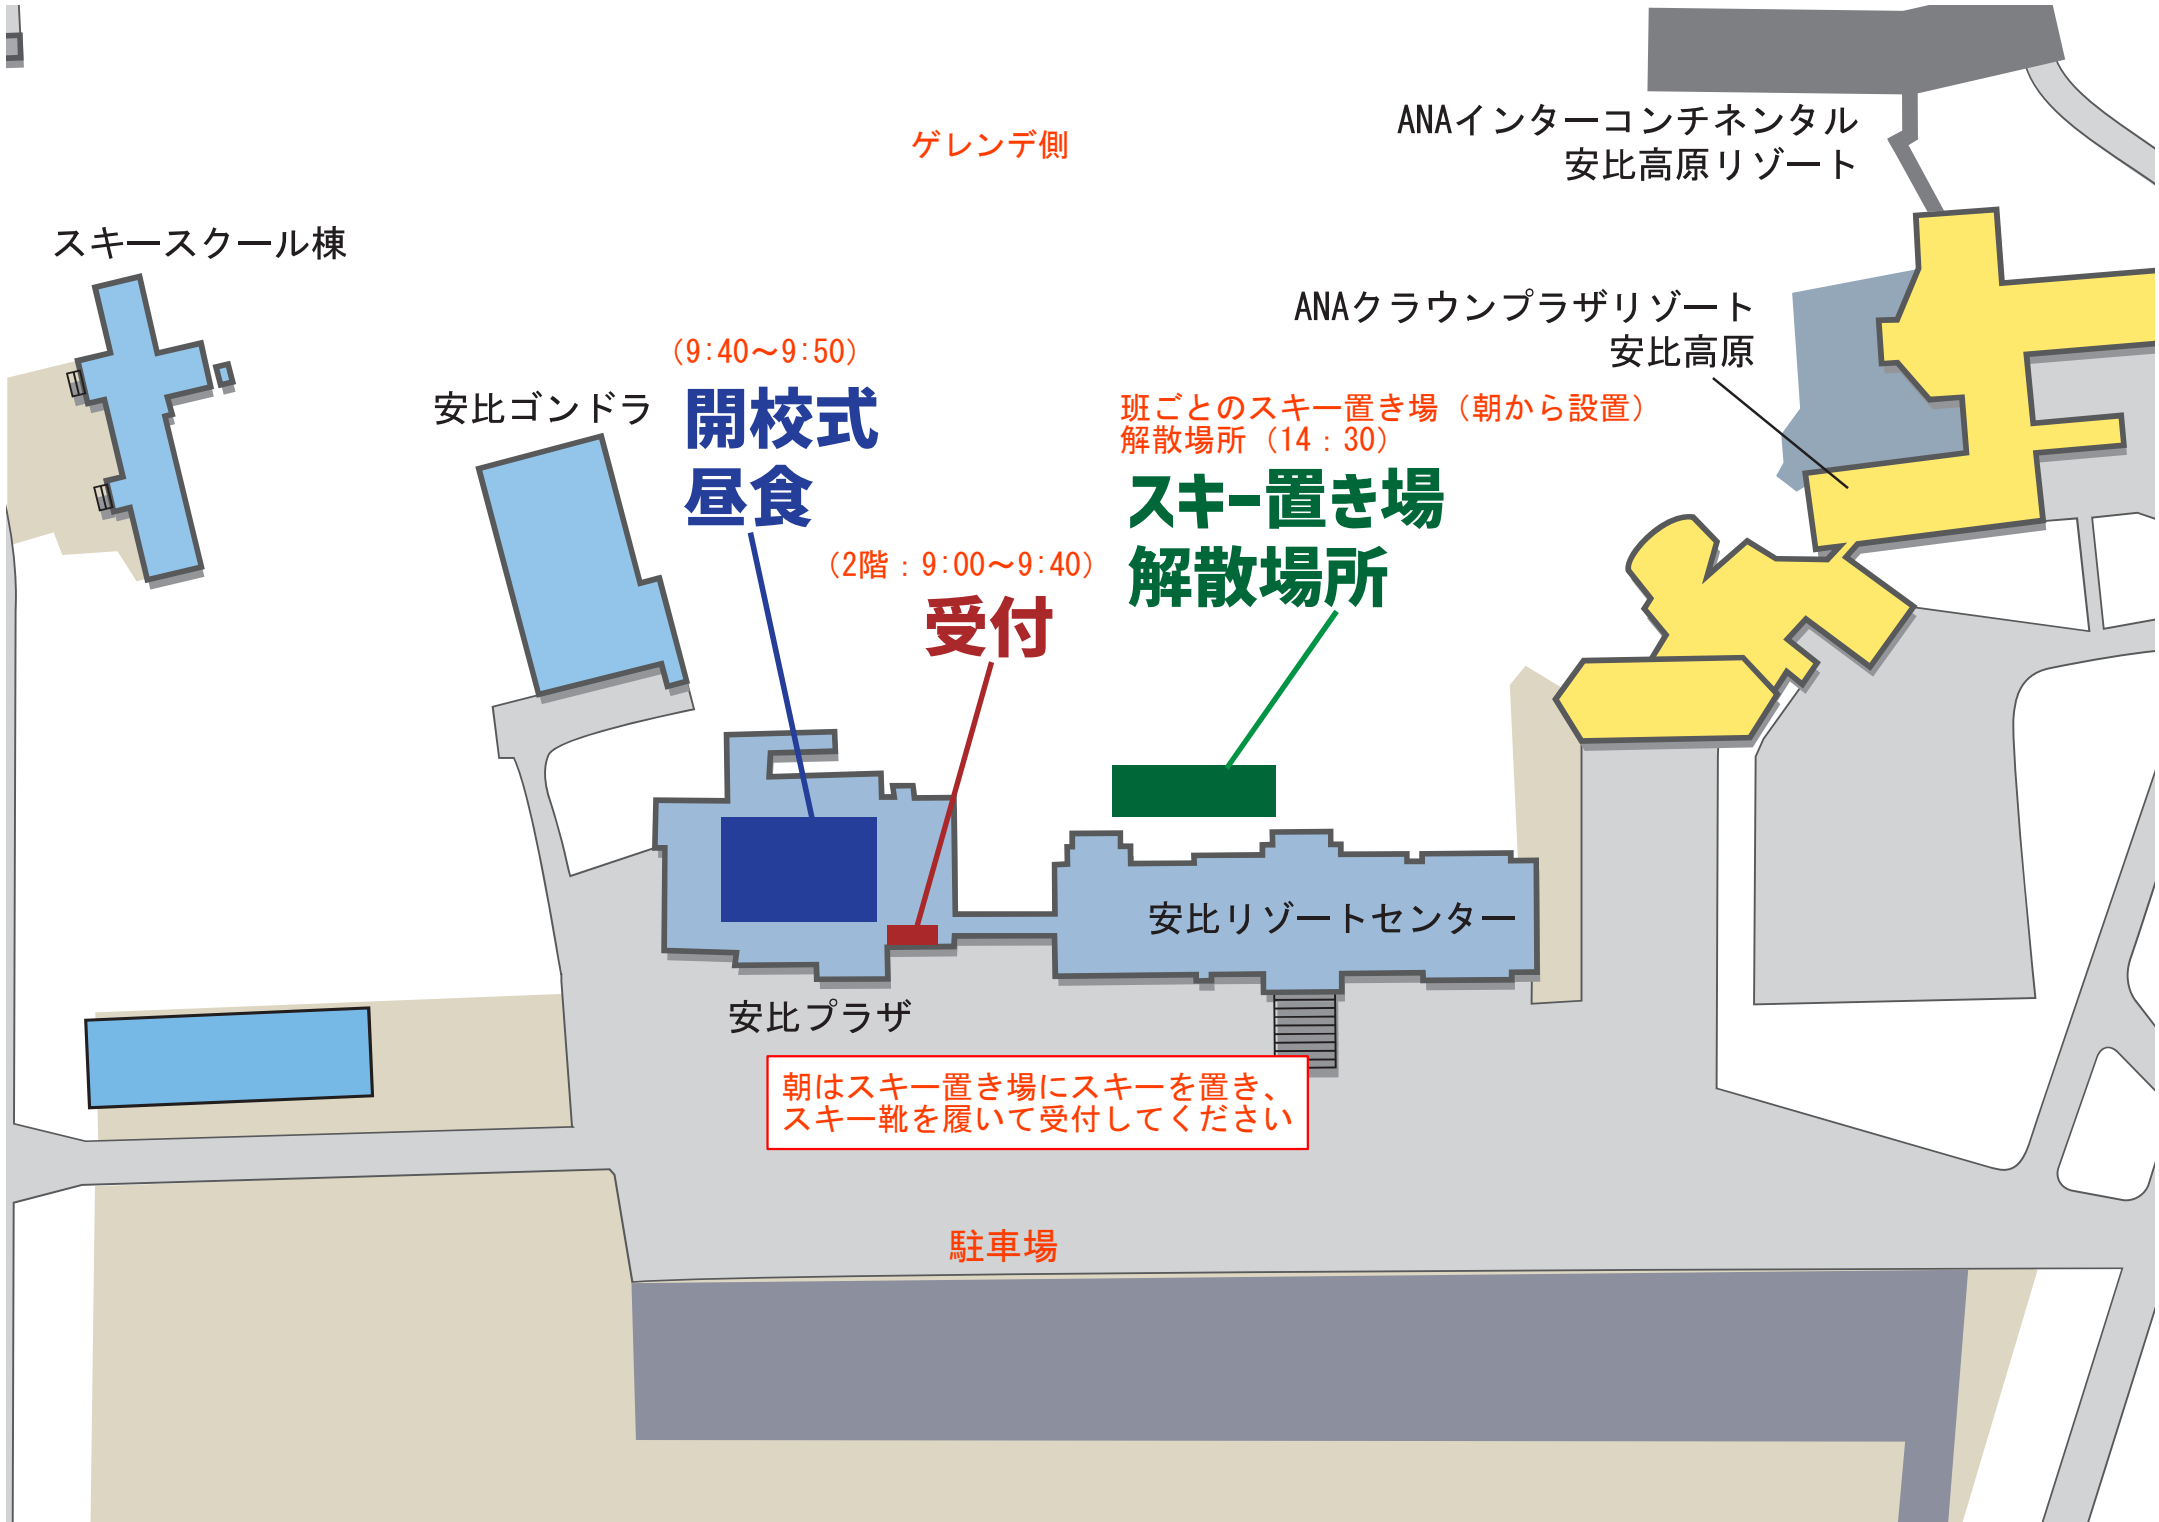 ANAインターコンチネンタル
安比高原リゾート
ゲレンデ側
スキースクール棟
ANAクラウンプラザリゾート
安比高原
(9:40〜9:50)
安比ゴンドラ
開校式
昼食
班ごとのスキー置き場（朝から設置）
解散場所（14：30）
スキー置き場
解散場所
(2階：9:00〜9:40)
受付
安比リゾートセンター
安比プラザ
朝はスキー置き場にスキーを置き、
スキー靴を履いて受付してください
駐車場